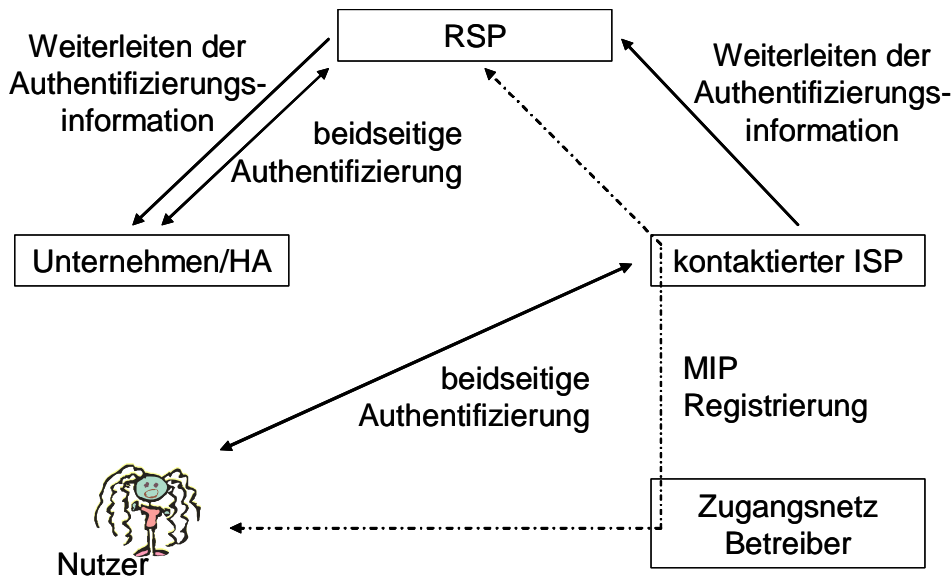 RSP
Weiterleiten der
Authentifizierungs-
information
Weiterleiten der
Authentifizierungs-
information
beidseitige
Authentifizierung
Unternehmen/HA
kontaktierter ISP
beidseitige
Authentifizierung
MIP
Registrierung
Zugangsnetz
Betreiber
Nutzer